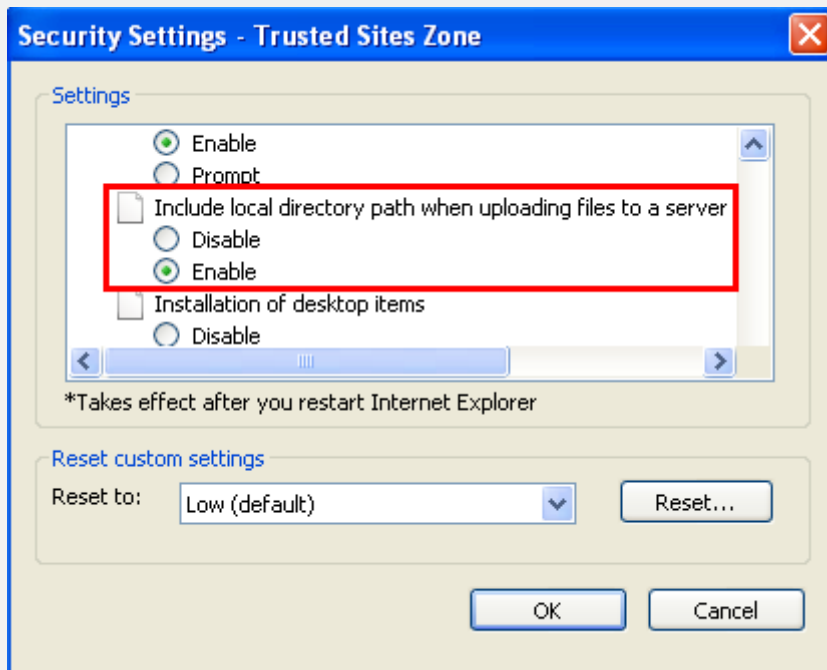 Security Settings - Trusted Sites Zone
Settings
Enable
Prompt
Include local directory path when uploading files to a server
Disable
Enable
Installation of desktop items
Disable
*Takes effect after you restart Internet Explorer
Reset custom settings
Reset to:
Low (default)
Reset...
OK
Cancel